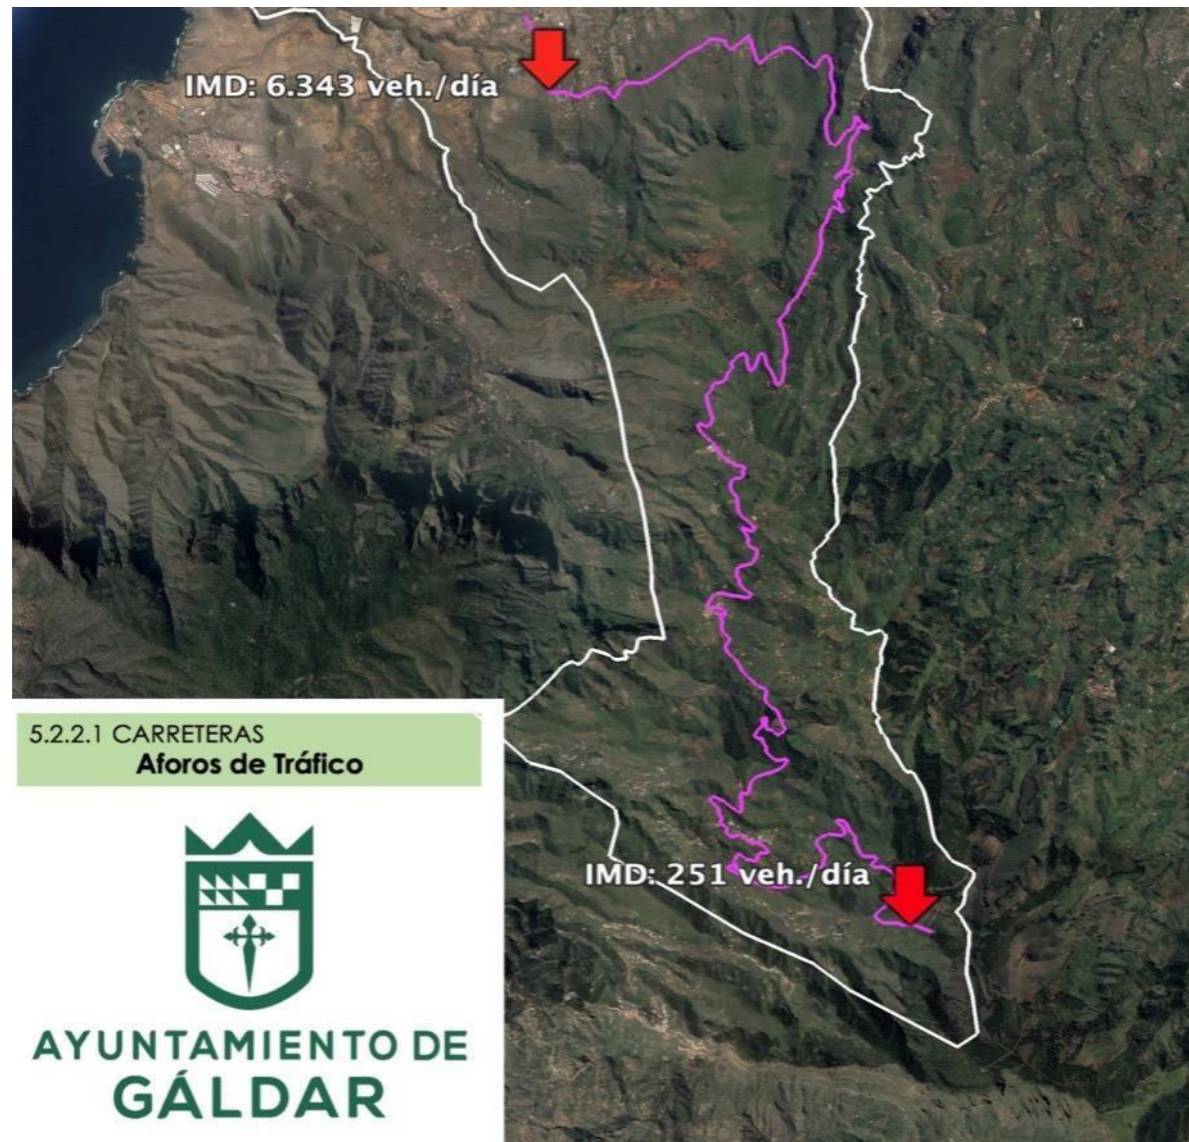 IMD: 6.343 veh./día
IMD: 251 veh./día
5.2.2.1 CARRETERAS
Aforos de Tráfico
AYUNTAMIENTO DE
GÁLDAR